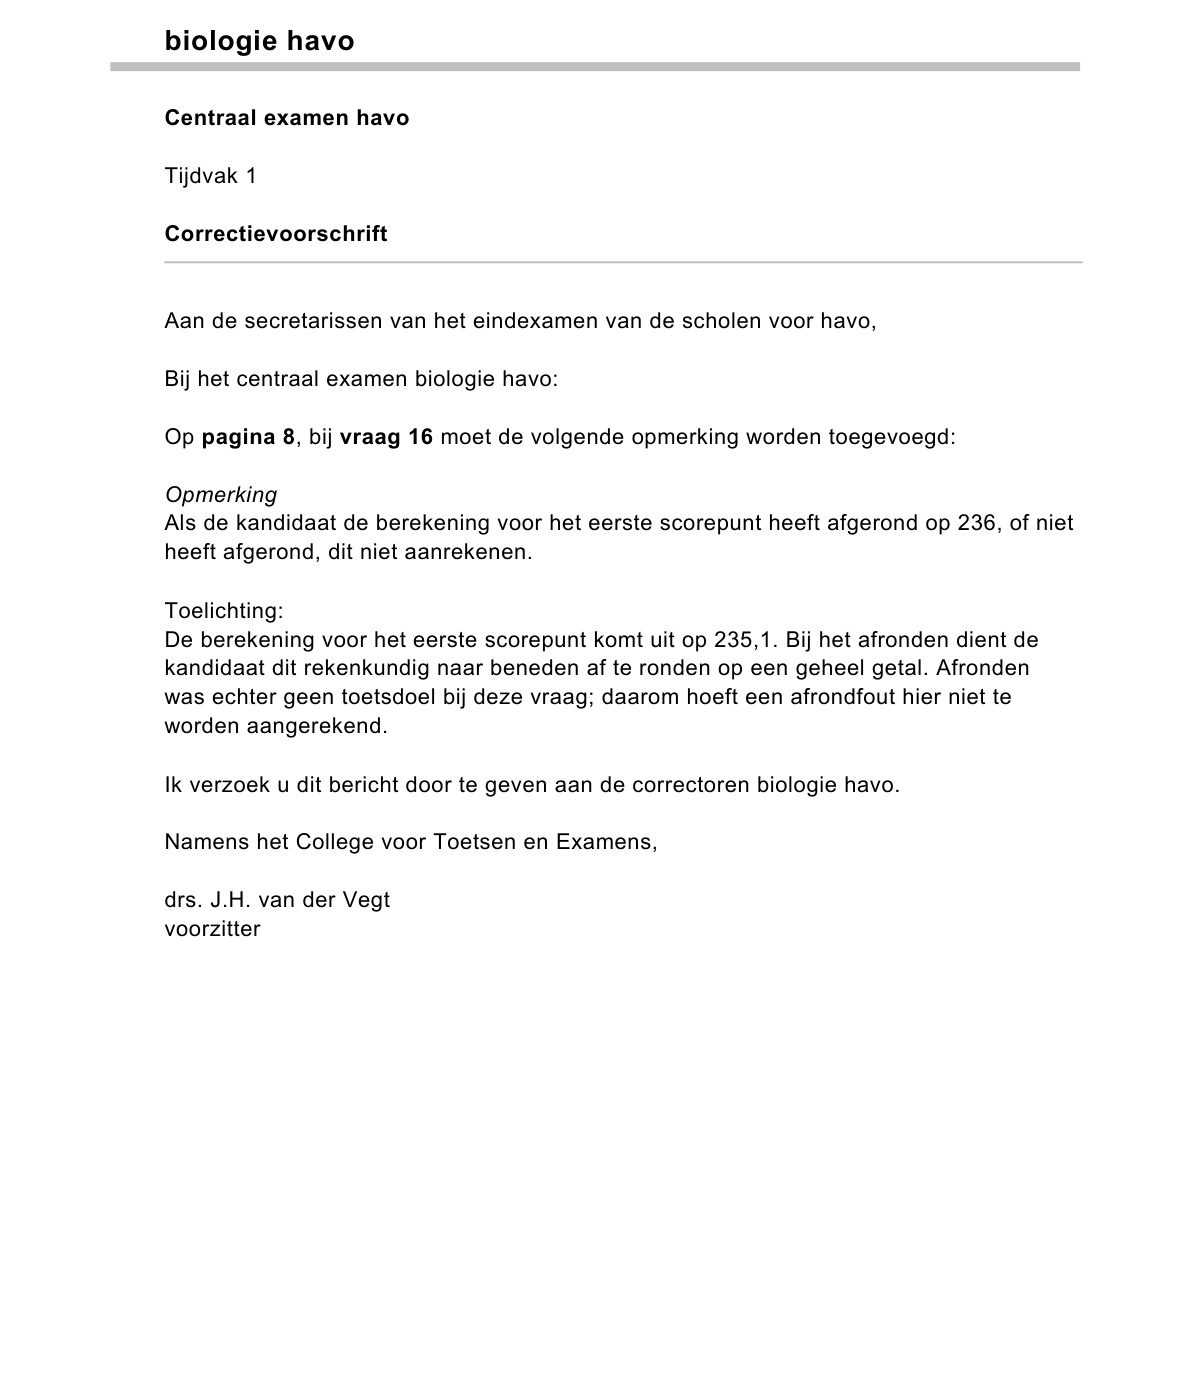 biologie havo
Centraal examen havo
Tijdvak 1
Correctievoorschrift
Aan de secretarissen van het eindexamen van de scholen voor havo,
Bij het centraal examen biologie havo:
Op pagina 8, bij vraag 16 moet de volgende opmerking worden toegevoegd:
Opmerking
Als de kandidaat de berekening voor het eerste scorepunt heeft afgerond op 236, of niet
heeft afgerond, dit niet aanrekenen.
Toelichting:
De berekening voor het eerste scorepunt komt uit op 235,1. Bij het afronden dient de
kandidaat dit rekenkundig naar beneden af te ronden op een geheel getal. Afronden
was echter geen toetsdoel bij deze vraag; daarom hoeft een afrondfout hier niet te
worden aangerekend.
Ik verzoek u dit bericht door te geven aan de correctoren biologie havo.
Namens het College voor Toetsen en Examens,
drs. J.H. van der Vegt
voorzitter